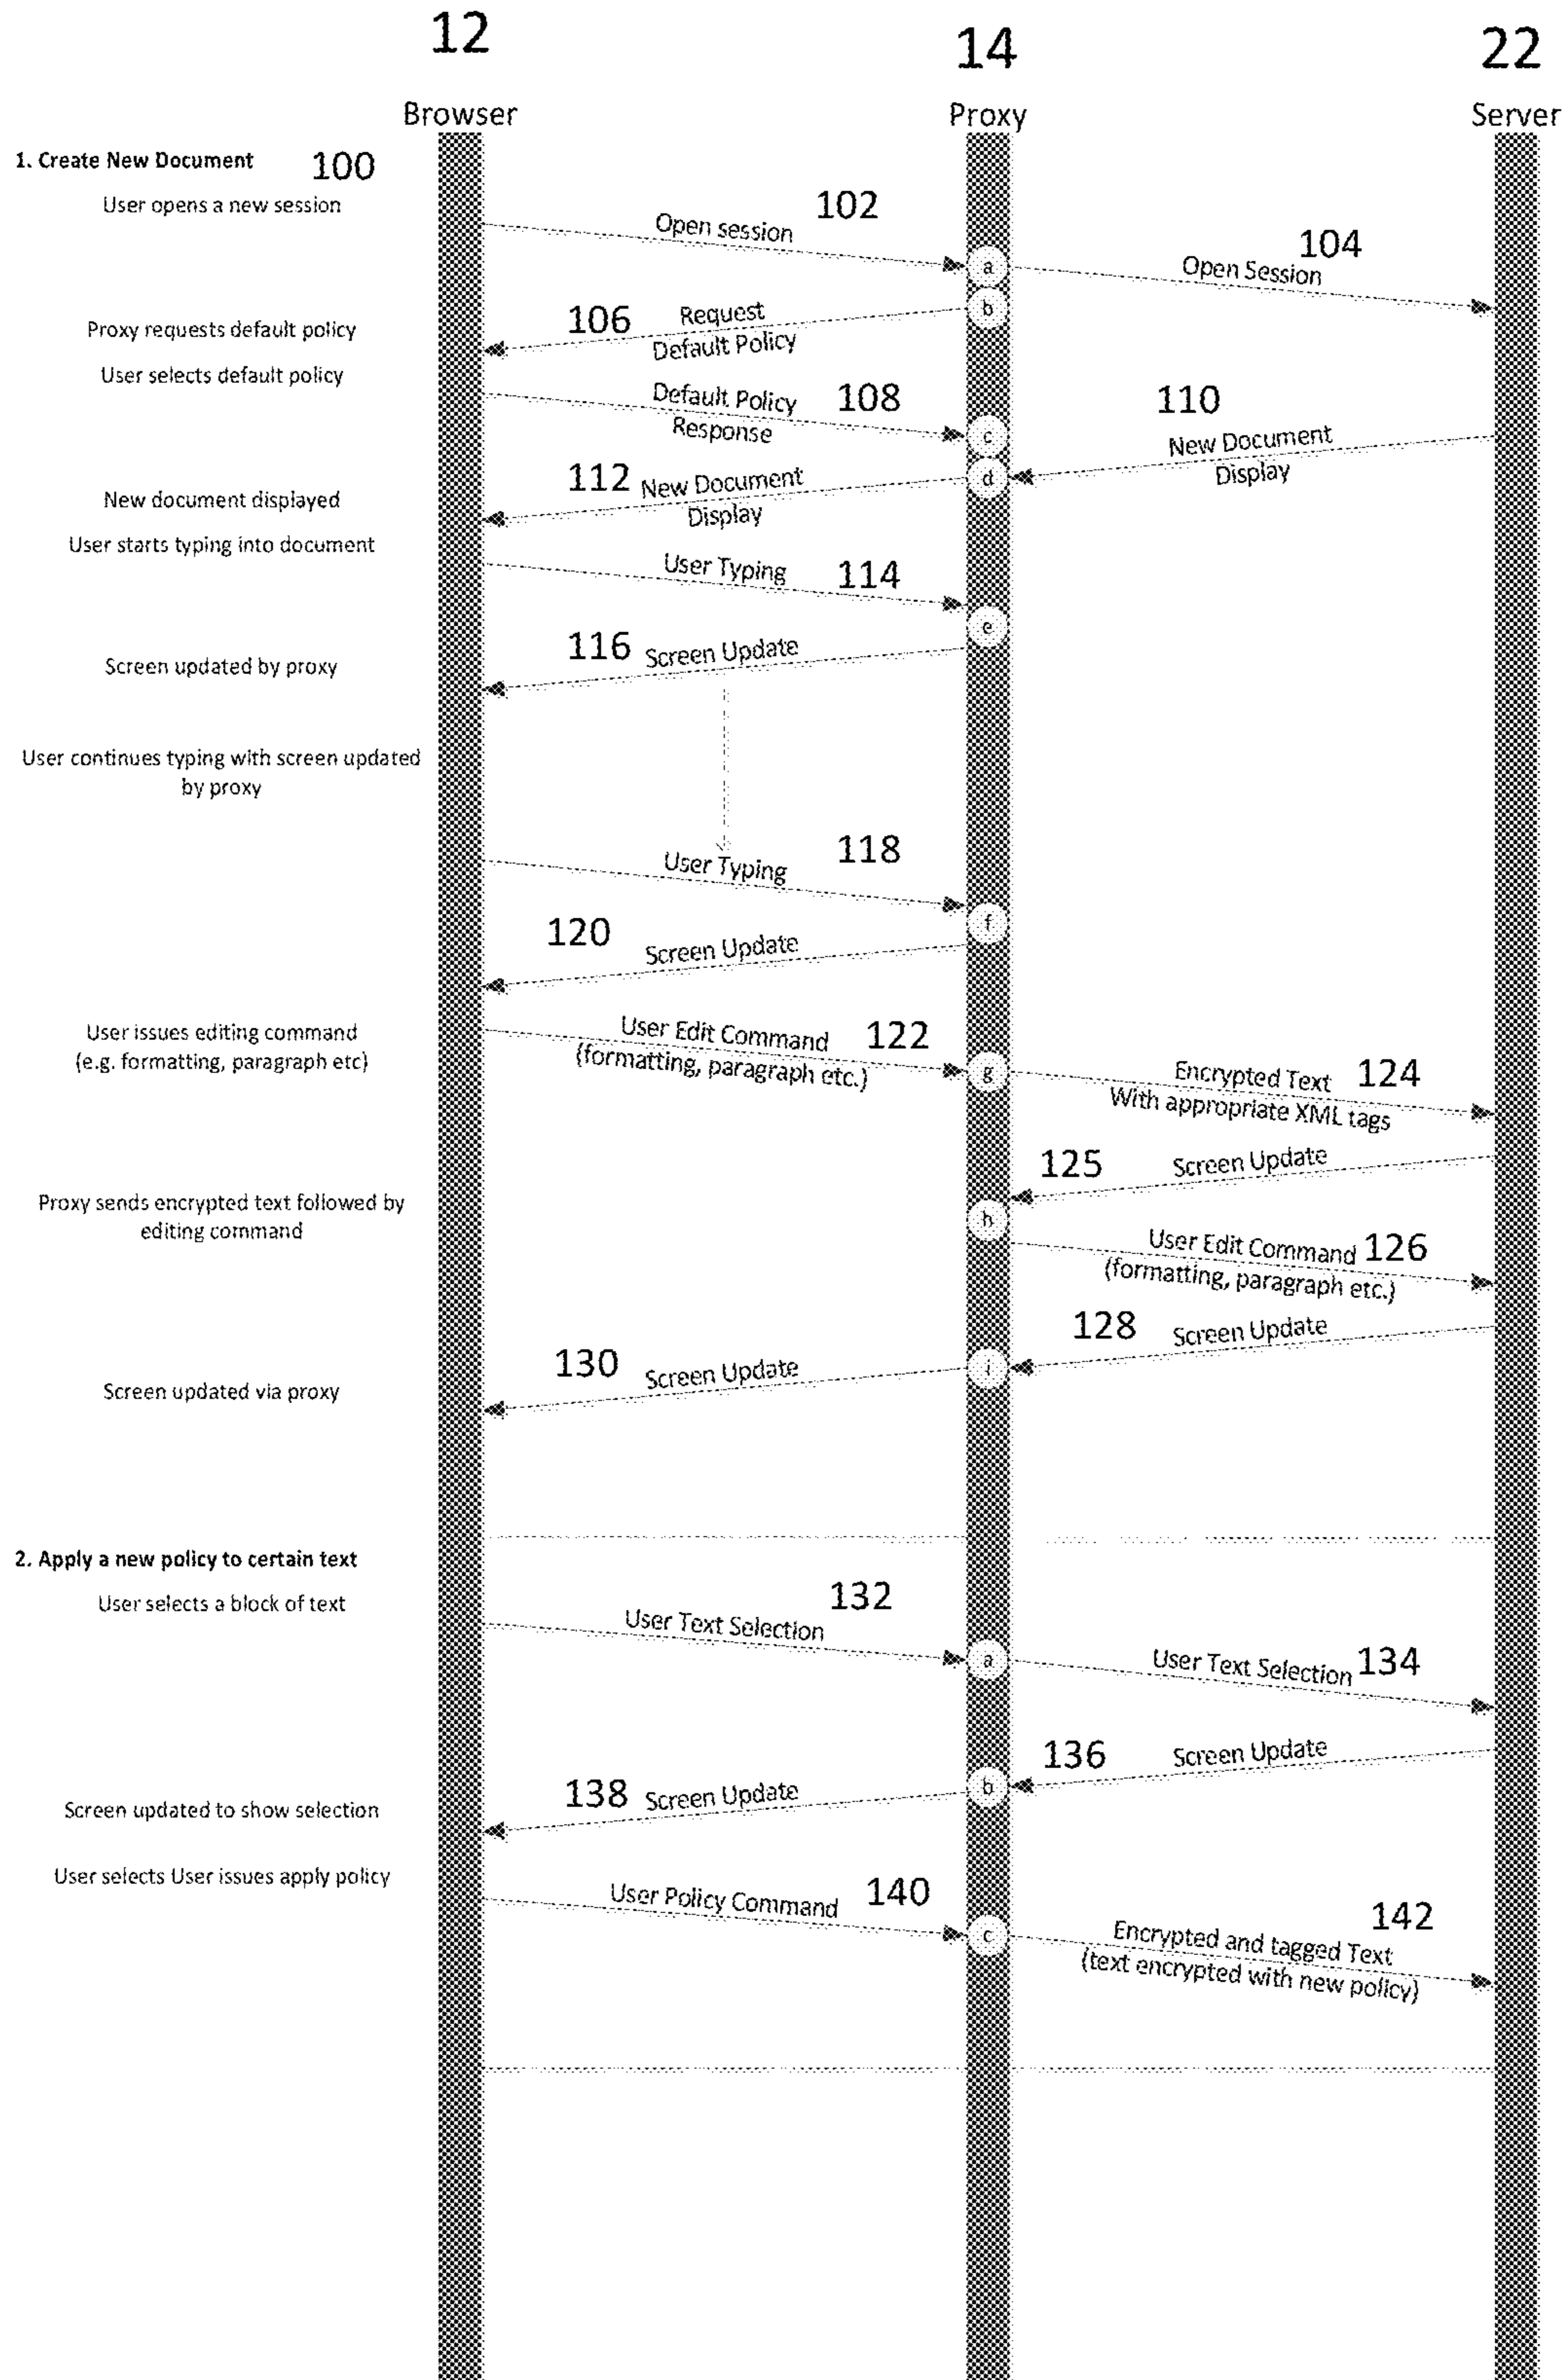 12
14
22
Browser
Proxy
Server
1. Create New Document
100
User opens a new session
Open session
102
a
Open Session
104
Proxy requests default policy
106
Request
Default Policy
b
User selects default policy
Default Policy
Response
108
c
110
New Document
Display
New document displayed
112
New Document
Display
d
User starts typing into document
User Typing
114
e
Screen updated by proxy
116
Screen Update
User continues typing with screen updated
by proxy
User Typing
118
f
120
Screen Update
User issues editing command
(e.g. formatting, paragraph etc)
User Edit Command
(formatting, paragraph etc.)
122
g
Encrypted Text
With appropriate XML tags
124
125
Screen Update
Proxy sends encrypted text followed by
editing command
h
User Edit Command
(formatting, paragraph etc.)
126
128
Screen Update
i
130
Screen Update
Screen updated via proxy
2. Apply a new policy to certain text
User selects a block of text
User Text Selection
132
a
User Text Selection
134
136
Screen Update
b
138
Screen Update
Screen updated to show selection
User selects User issues apply policy
User Policy Command
140
c
Encrypted and tagged Text
(text encrypted with new policy)
142